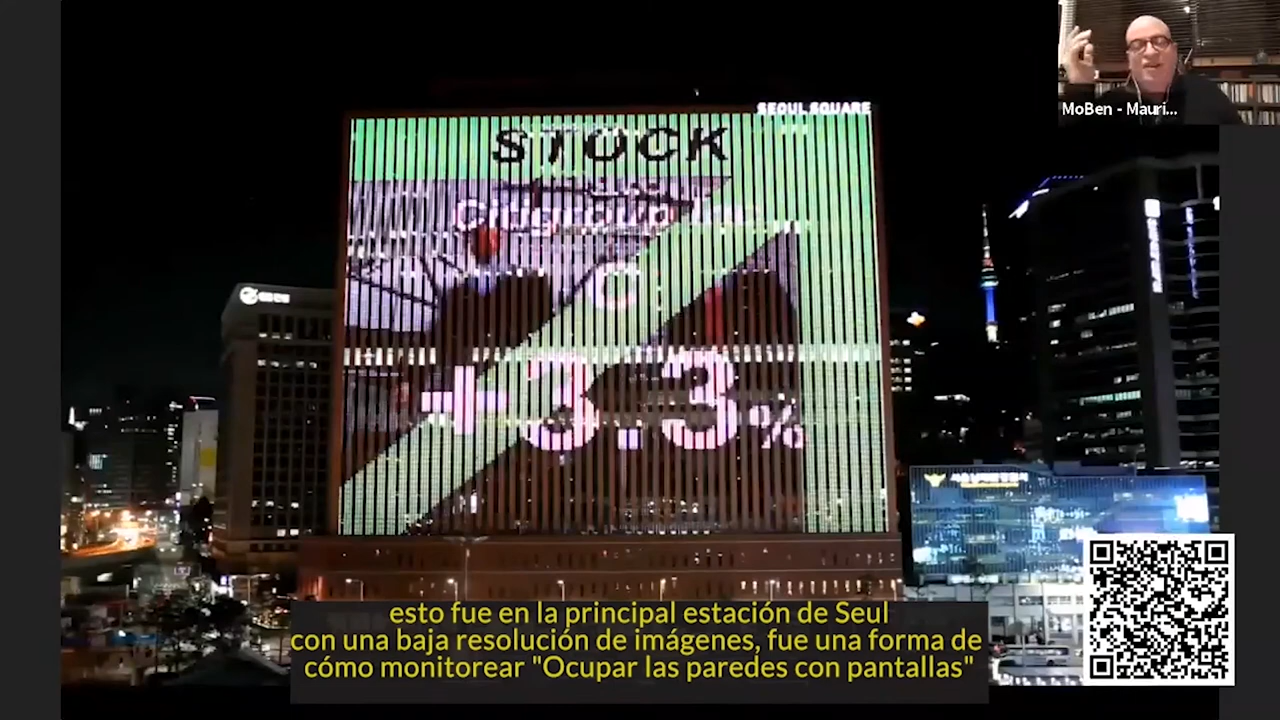 MoBen - Mauri...
SEOUL SQUARE
STOCK
Citigroup Inc
C
+3.3%
esto fue en la principal estación de Seul
con una baja resolución de imágenes, fue una forma de
cómo monitorear "Ocupar las paredes con pantallas"